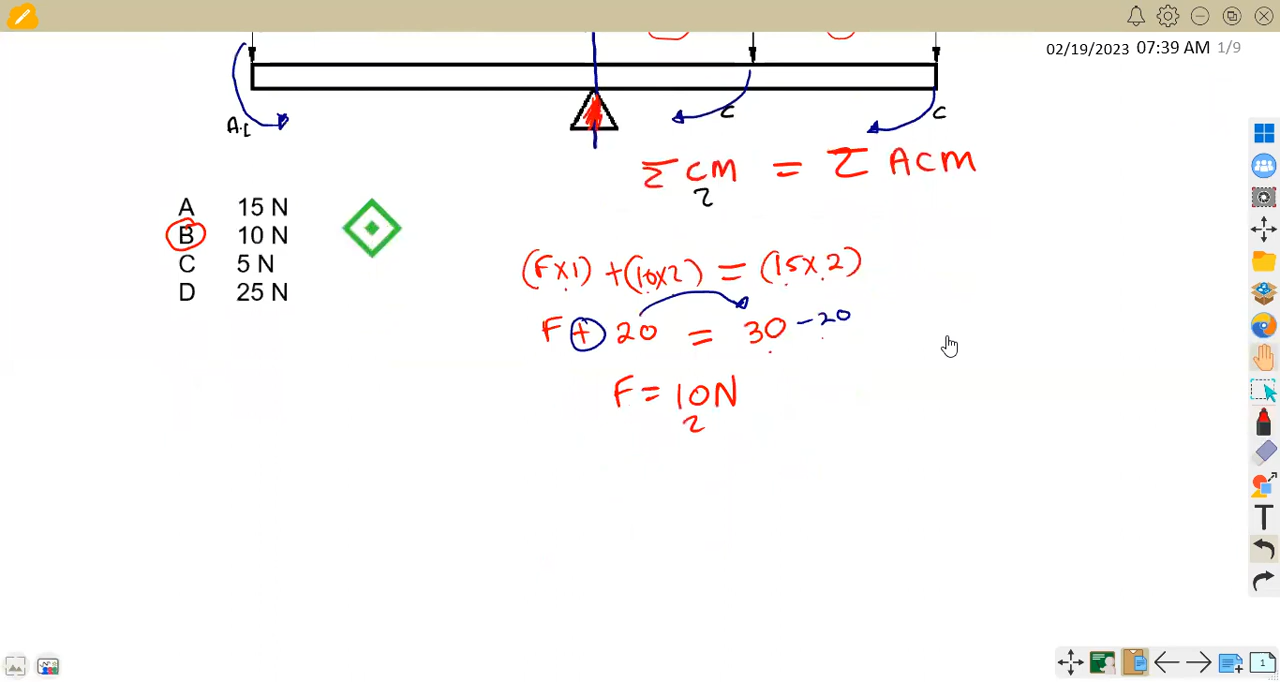 02/19/2023 07:39 AM 1/9
A.C
C
C
Σ CM = Σ ACM
A 15 N
B 10 N
C 5 N
D 25 N
(F×1) + (10×2) = (15×2)
F + 20 = 30 - 20
F = 10N
T
1